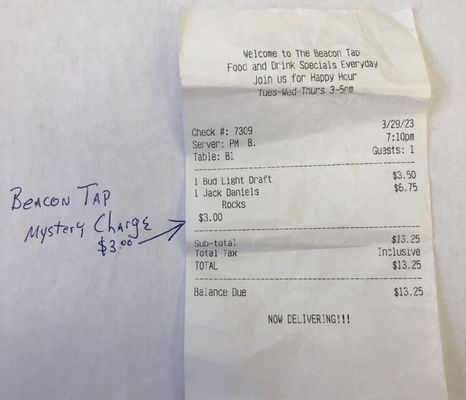 Welcome to The Beacon Tap
Food and Drink Specials Everyday
Join us for Happy Hour
Tues-Wed-Thurs 3-5pm
Check #: 7309 3/29/23
Server: PM B. 7:10pm
Table: B1 Guests: 1
1 Bud Light Draft $3.50
1 Jack Daniels $6.75
Rocks
$3.00
Sub-total $13.25
Total Tax Inclusive
TOTAL $13.25
Balance Due $13.25
NOW DELIVERING!!!
BEACON TAP
Mystery Charge
$3.00